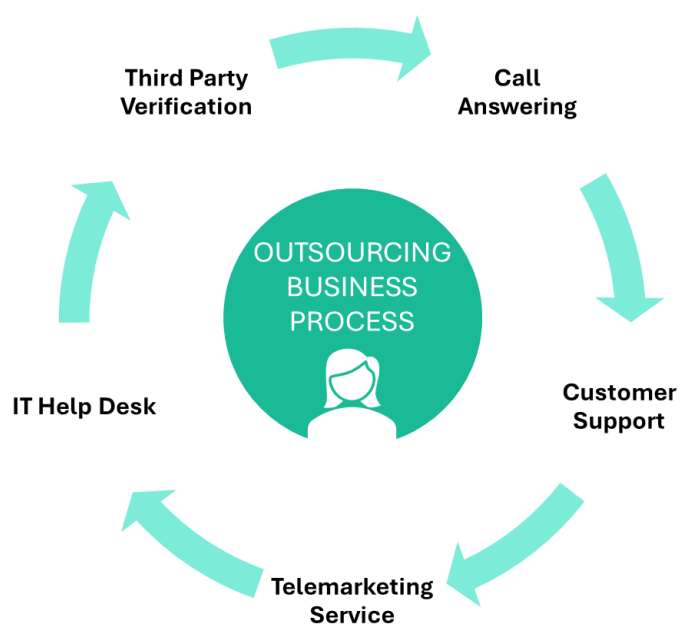 Third Party
Verification
Call
Answering
OUTSOURCING
BUSINESS
PROCESS
Customer
Support
IT Help Desk
Telemarketing
Service